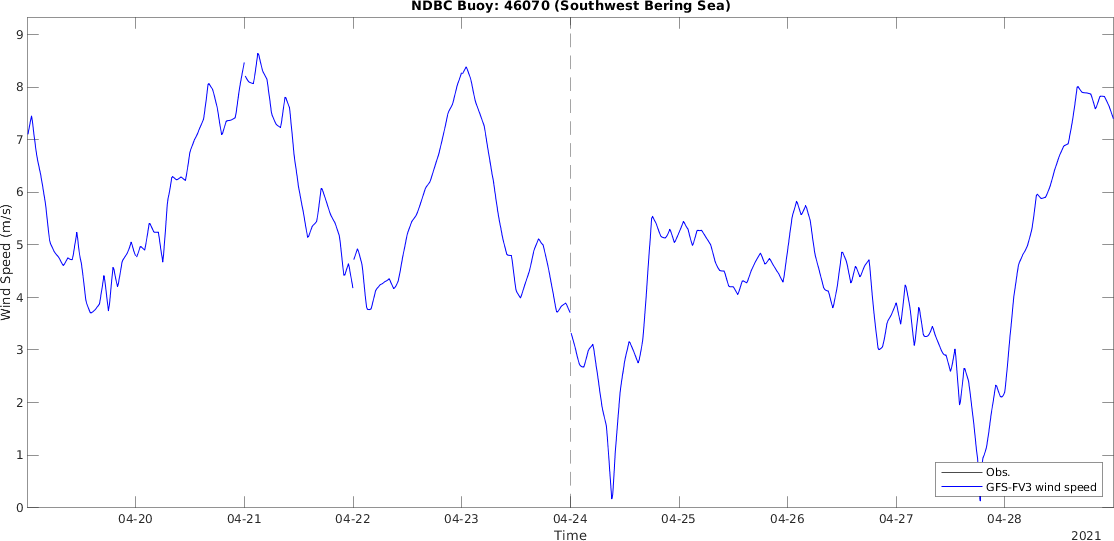 NDBC Buoy: 46070 (Southwest Bering Sea)
Wind Speed (m/s)
9
8
7
6
5
4
3
2
1
0
Obs.
GFS-FV3 wind speed
04-20 04-21 04-22 04-23 04-24 04-25 04-26 04-27 04-28
Time
2021